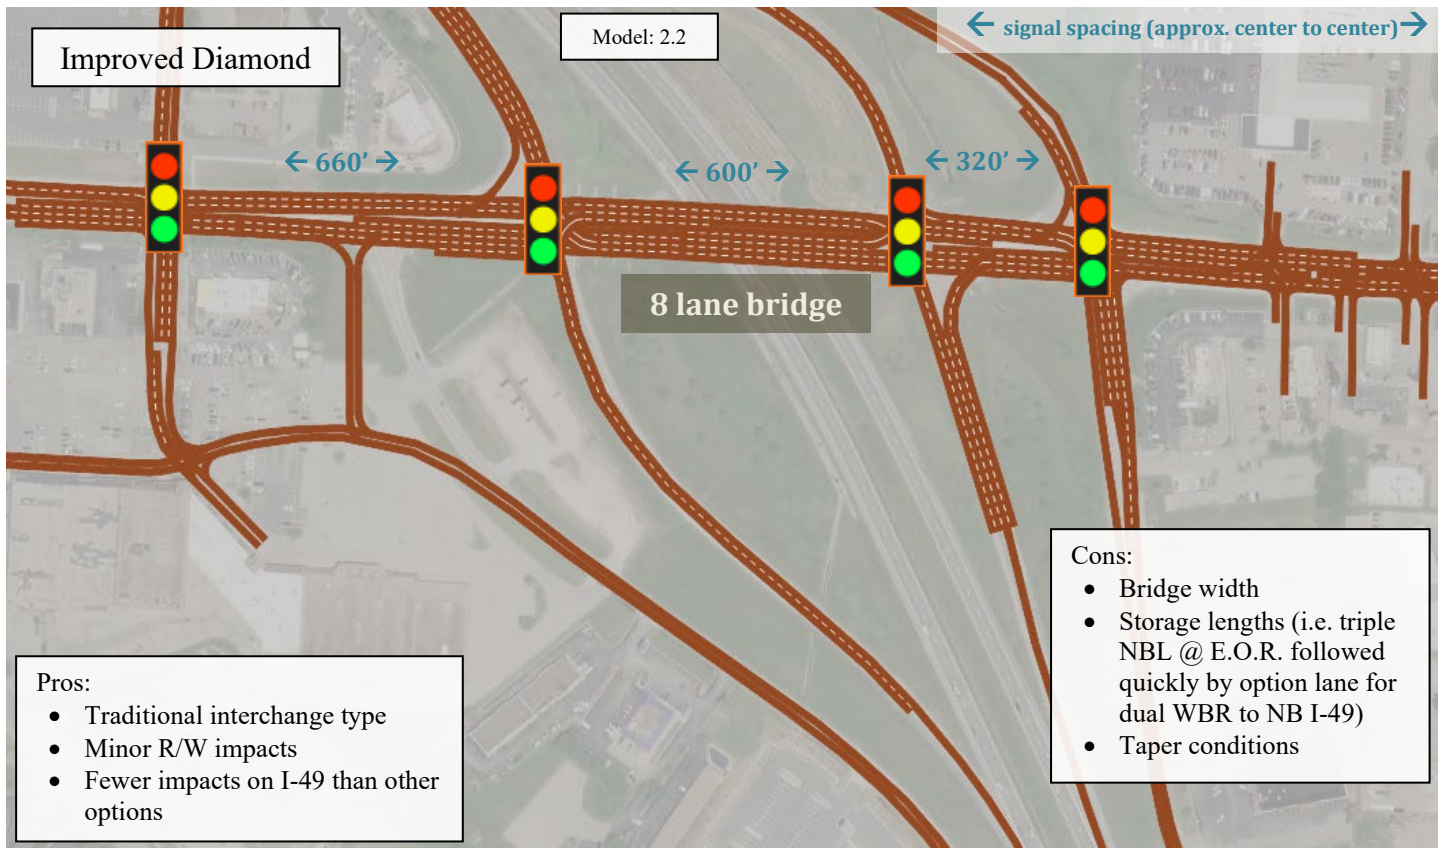 Improved Diamond
Model: 2.2
← signal spacing (approx. center to center)→
← 660’ →
← 600’ →
← 320’ →
8 lane bridge
Pros:
• Traditional interchange type
• Minor R/W impacts
• Fewer impacts on I-49 than other
options
Cons:
• Bridge width
• Storage lengths (i.e. triple
NBL @ E.O.R. followed
quickly by option lane for
dual WBR to NB I-49)
• Taper conditions